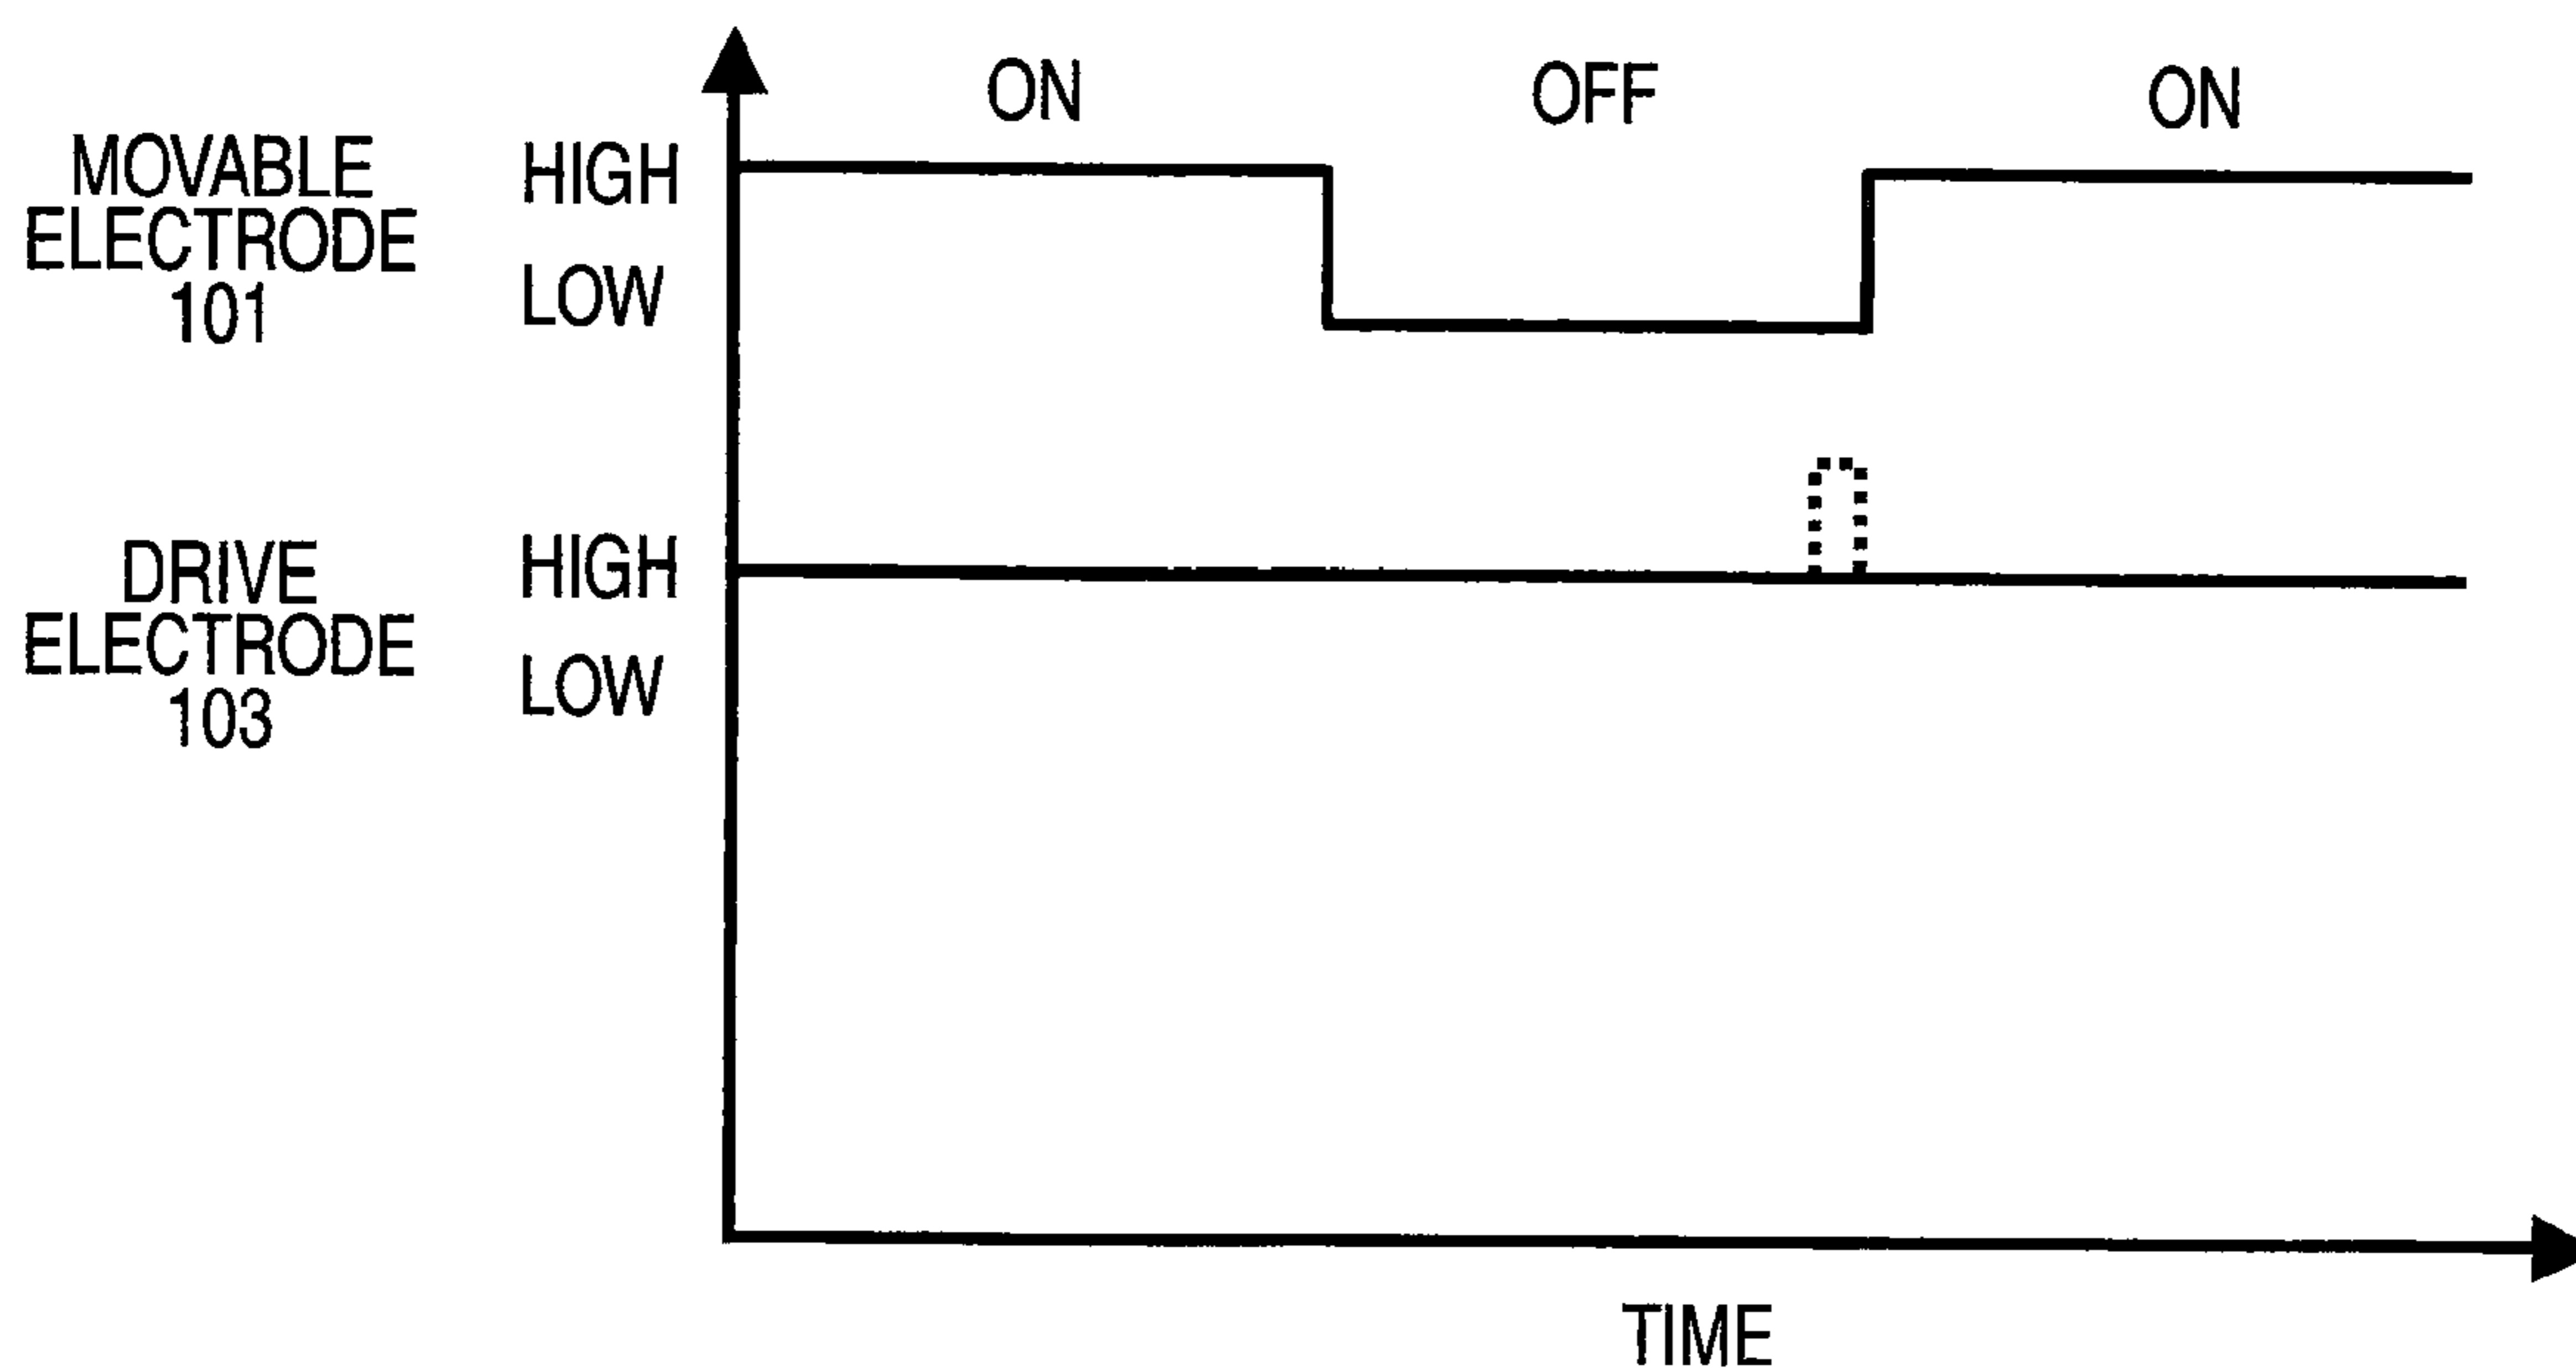 ON OFF ON
MOVABLE
ELECTRODE
101
HIGH
LOW
DRIVE
ELECTRODE
103
HIGH
LOW
TIME